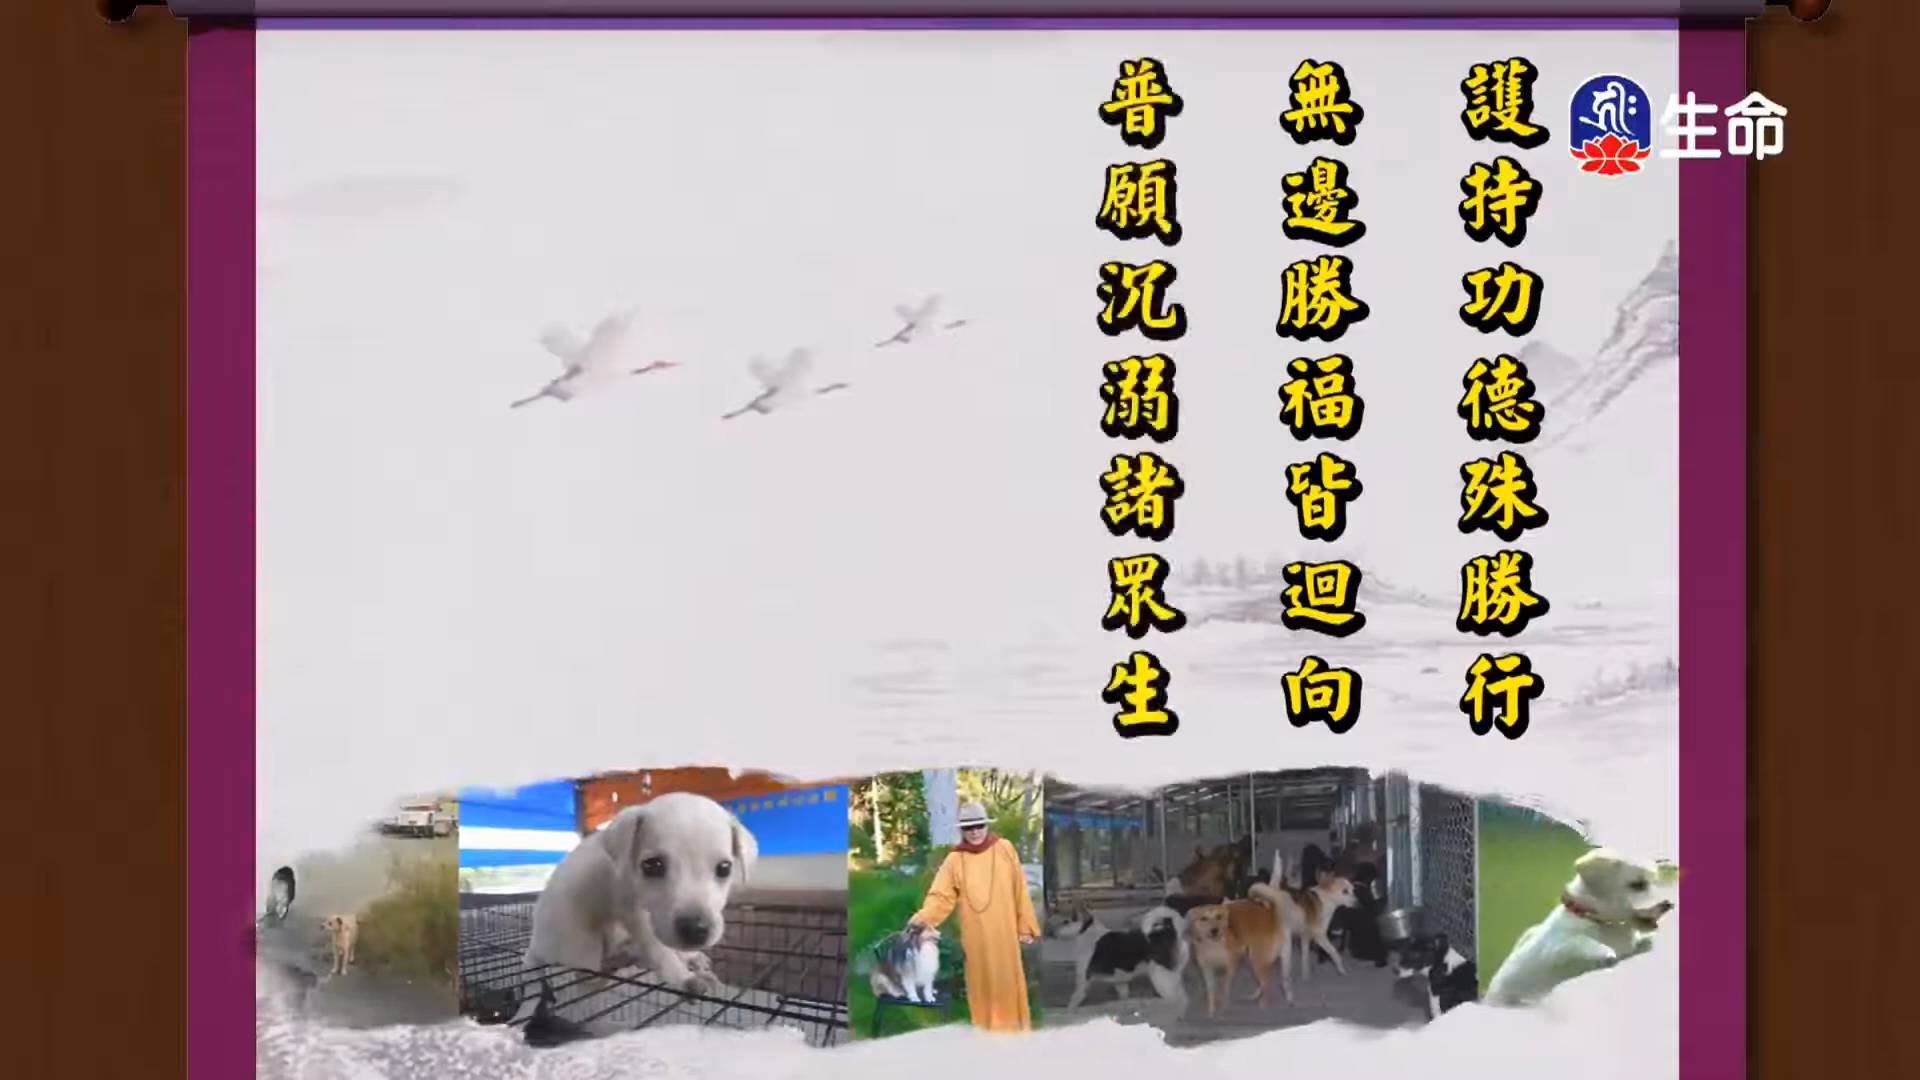 護持功德殊勝行
無邊勝福皆迴向
普願沉溺諸眾生
生命